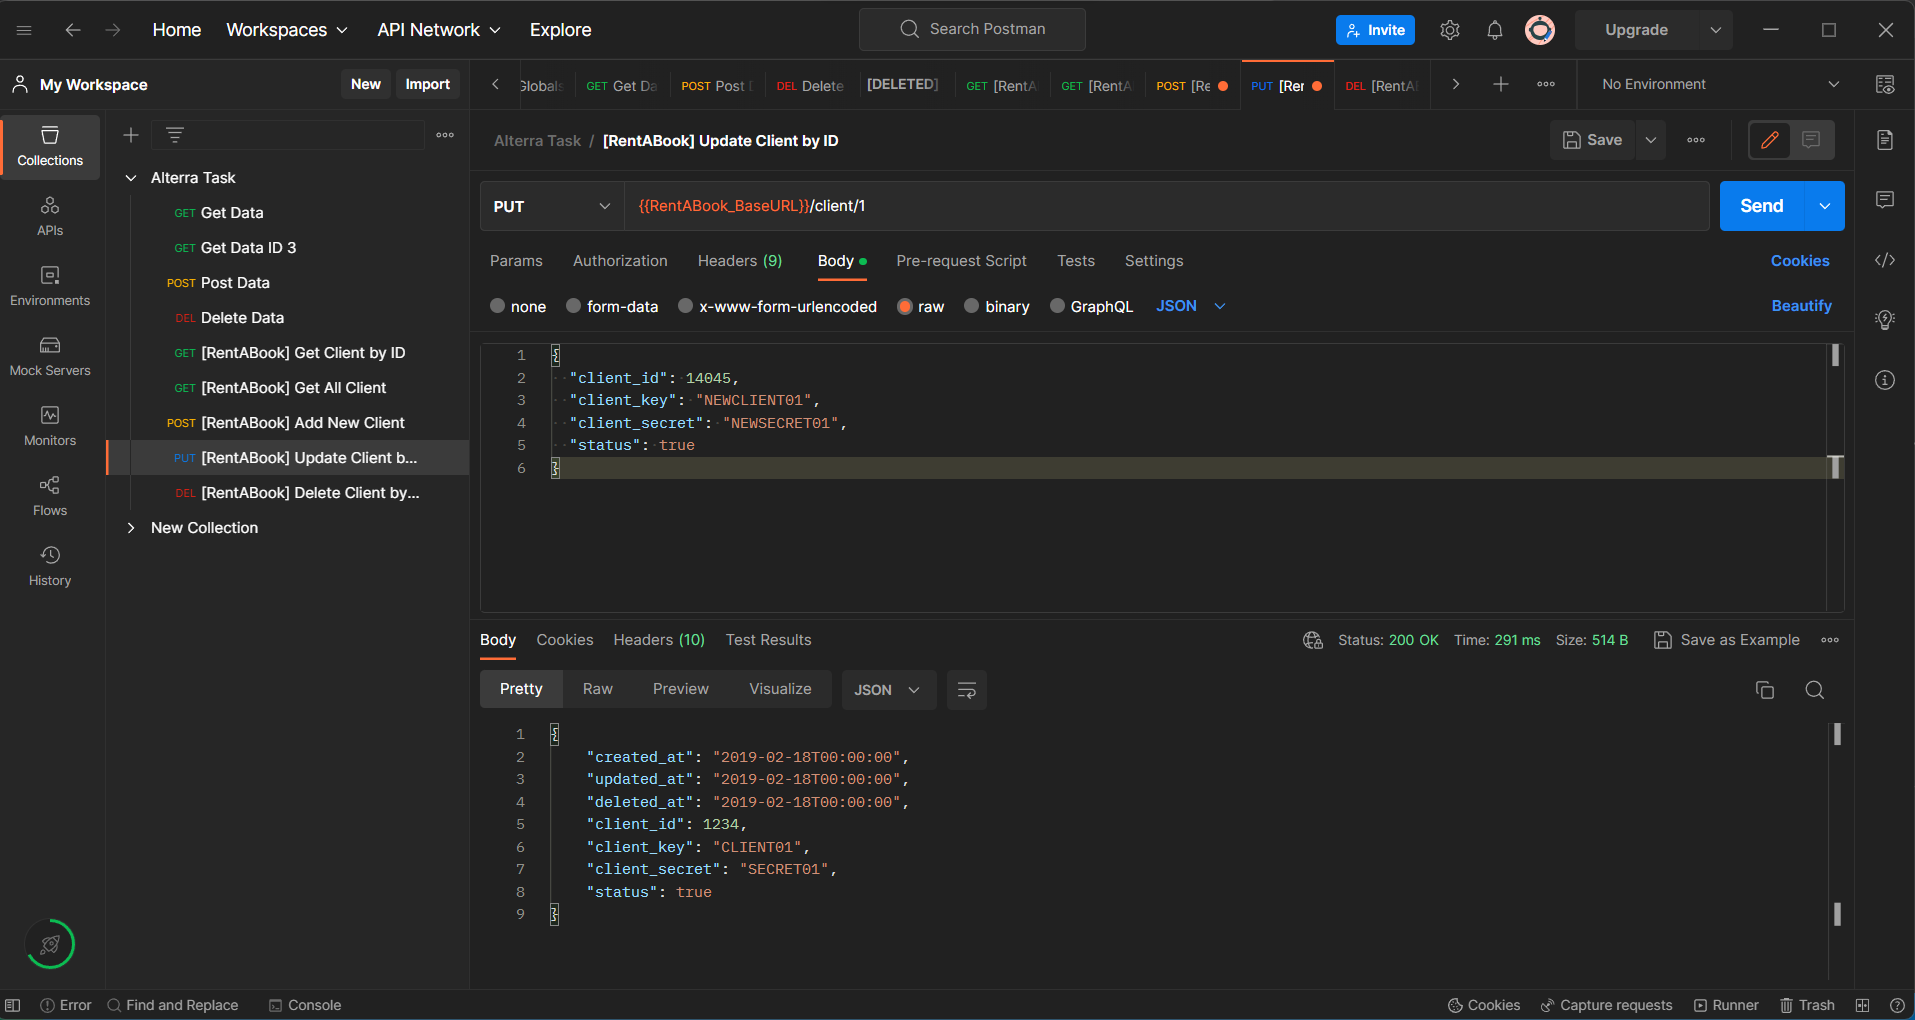 Home Workspaces API Network Explore Search Postman Invite Upgrade
My Workspace New Import
Globals GET Get Da POST Post DEL Delete [DELETED] GET [RentA GET [RentA POST [Re PUT [Rer DEL [RentA No Environment
Collections
APIs
Environments
Mock Servers
Monitors
Flows
History
Alterra Task
GET Get Data
GET Get Data ID 3
POST Post Data
DEL Delete Data
GET [RentABook] Get Client by ID
GET [RentABook] Get All Client
POST [RentABook] Add New Client
PUT [RentABook] Update Client b...
DEL [RentABook] Delete Client by...
New Collection
Alterra Task / [RentABook] Update Client by ID Save
PUT {{RentABook_BaseURL}}/client/1 Send
Params Authorization Headers (9) Body Pre-request Script Tests Settings Cookies
none form-data x-www-form-urlencoded raw binary GraphQL JSON Beautify
1 {
2 "client_id": 14045,
3 "client_key": "NEWCLIENT01",
4 "client_secret": "NEWSECRET01",
5 "status": true
6 }
Body Cookies Headers (10) Test Results Status: 200 OK Time: 291 ms Size: 514 B Save as Example
Pretty Raw Preview Visualize JSON
1 {
2 "created_at": "2019-02-18T00:00:00",
3 "updated_at": "2019-02-18T00:00:00",
4 "deleted_at": "2019-02-18T00:00:00",
5 "client_id": 1234,
6 "client_key": "CLIENT01",
7 "client_secret": "SECRET01",
8 "status": true
9 }
Error Find and Replace Console Cookies Capture requests Runner Trash